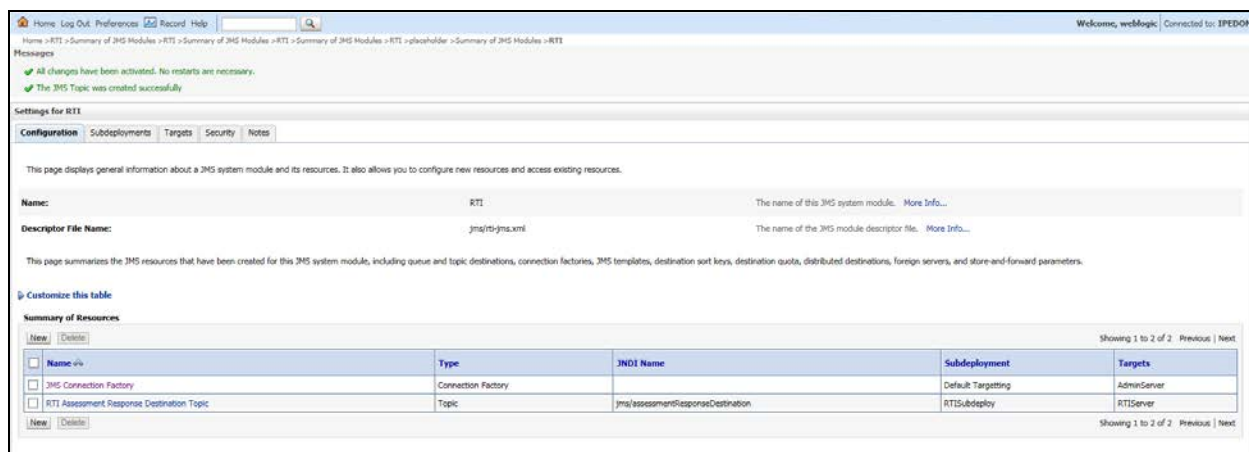 Home Log Out Preferences Record Help
Welcome, weblogic Connected to: IPEDON
Home >RTI >Summary of JMS Modules >RTI >Summary of JMS Modules >RTI >Summary of JMS Modules >RTI >placeholder >Summary of JMS Modules >RTI
Messages
All changes have been activated. No restarts are necessary.
The JMS Topic was created successfully
Settings for RTI
Configuration Subdeployments Targets Security Notes
This page displays general information about a JMS system module and its resources. It also allows you to configure new resources and access existing resources.
Name: RTI The name of this JMS system module. More Info...
Descriptor File Name: jms/rti-jms.xml The name of the JMS module descriptor file. More Info...
This page summarizes the JMS resources that have been created for this JMS system module, including queue and topic destinations, connection factories, JMS templates, destination sort keys, destination quota, distributed destinations, foreign servers, and store-and-forward parameters.
Customize this table
Summary of Resources
New Delete Showing 1 to 2 of 2 Previous | Next
Name Type JNDI Name Subdeployment Targets
JMS Connection Factory Connection Factory Default Targetting AdminServer
RTI Assessment Response Destination Topic Topic jms/assessmentResponseDestination RTISubdeploy RTIServer
New Delete Showing 1 to 2 of 2 Previous | Next